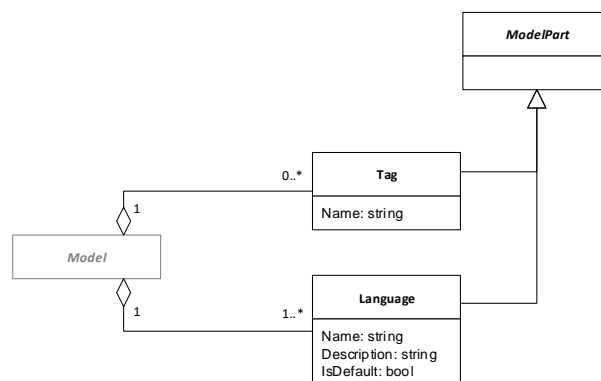 ModelPart
0..*
Tag
Name: string
1
Model
1
1..*
Language
Name: string
Description: string
IsDefault: bool